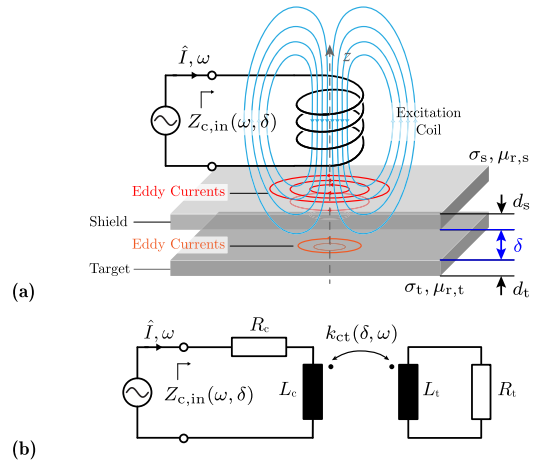 Î, ω
z
Z_c,in(ω, δ)
Excitation
Coil
σ_s, μ_r,s
Eddy Currents
d_s
Shield
δ
Eddy Currents
Target
σ_t, μ_r,t
d_t
(a)
Î, ω
R_c
k_ct(δ, ω)
Z_c,in(ω, δ)
L_c
L_t
R_t
(b)